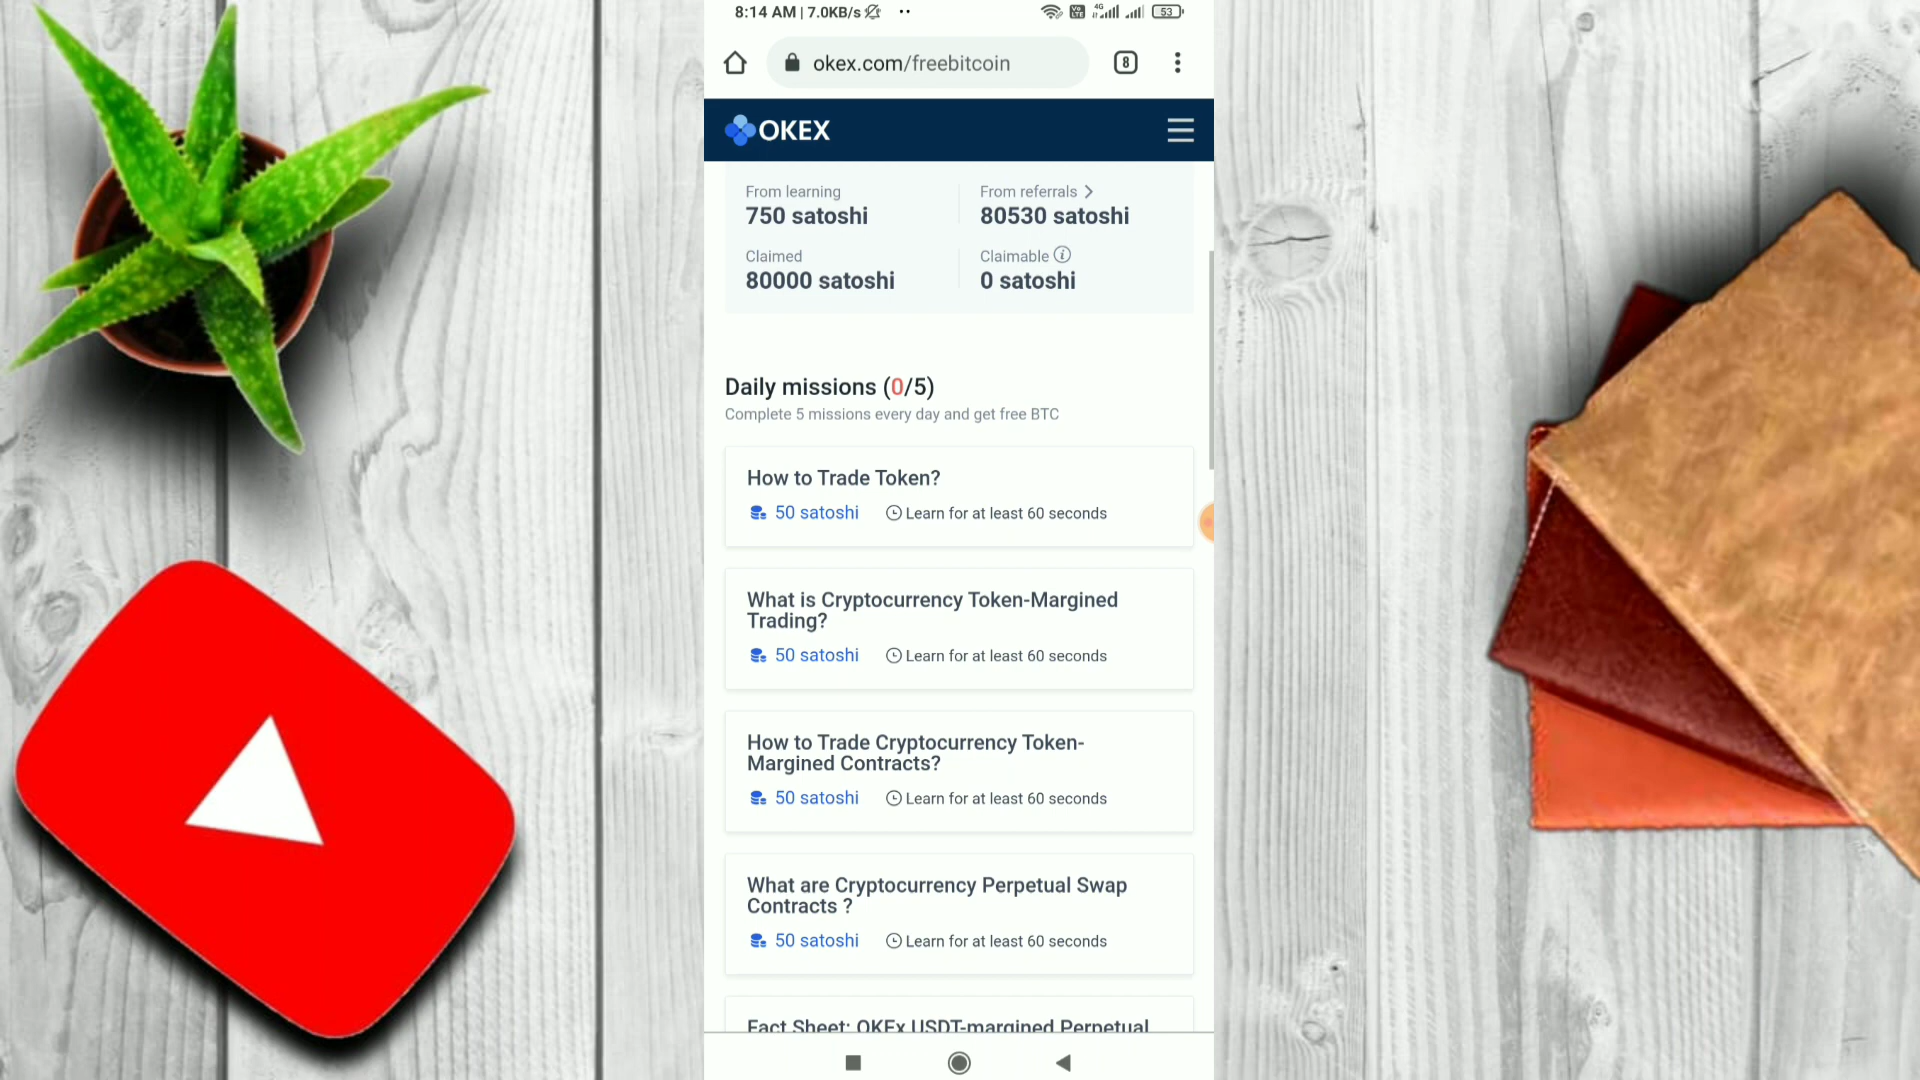 8:14 AM | 7.0KB/s
4G
Vo
LTE
53
okex.com/freebitcoin
8
OKEX
From learning
From referrals
750 satoshi
80530 satoshi
Claimed
Claimable
80000 satoshi
0 satoshi
Daily missions (0/5)
Complete 5 missions every day and get free BTC
How to Trade Token?
50 satoshi
Learn for at least 60 seconds
What is Cryptocurrency Token-Margined
Trading?
50 satoshi
Learn for at least 60 seconds
How to Trade Cryptocurrency Token-
Margined Contracts?
50 satoshi
Learn for at least 60 seconds
What are Cryptocurrency Perpetual Swap
Contracts ?
50 satoshi
Learn for at least 60 seconds
Fact Sheet: OKEx USDT-margined Perpetual